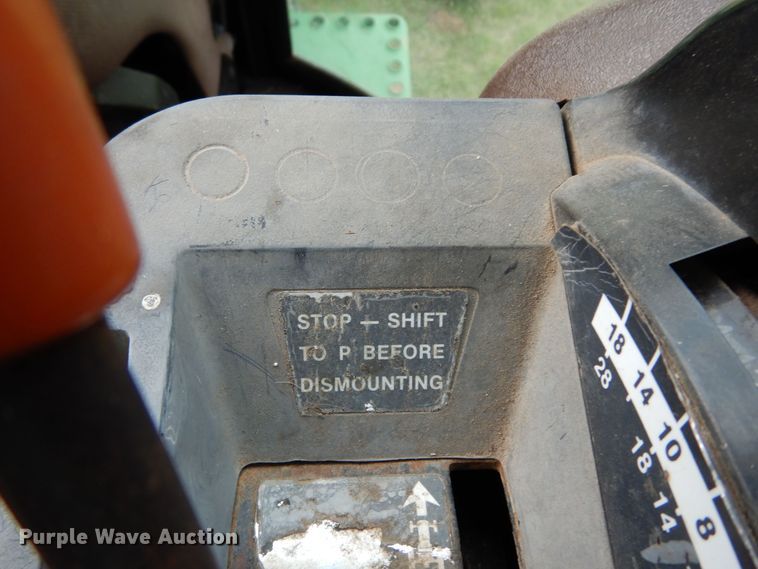 STOP — SHIFT
TO P BEFORE
DISMOUNTING
18 14 10 8
28 18 14
Purple Wave Auction